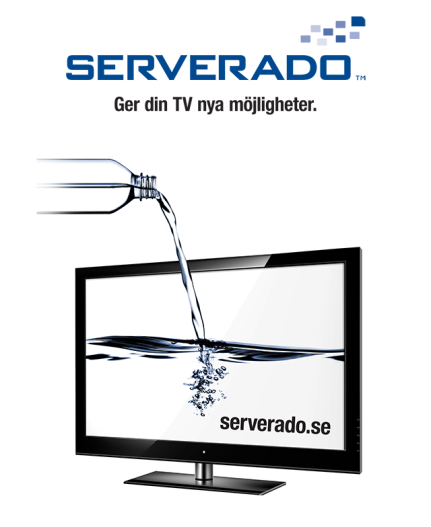 SERVERADO™
Ger din TV nya möjligheter.
serverado.se